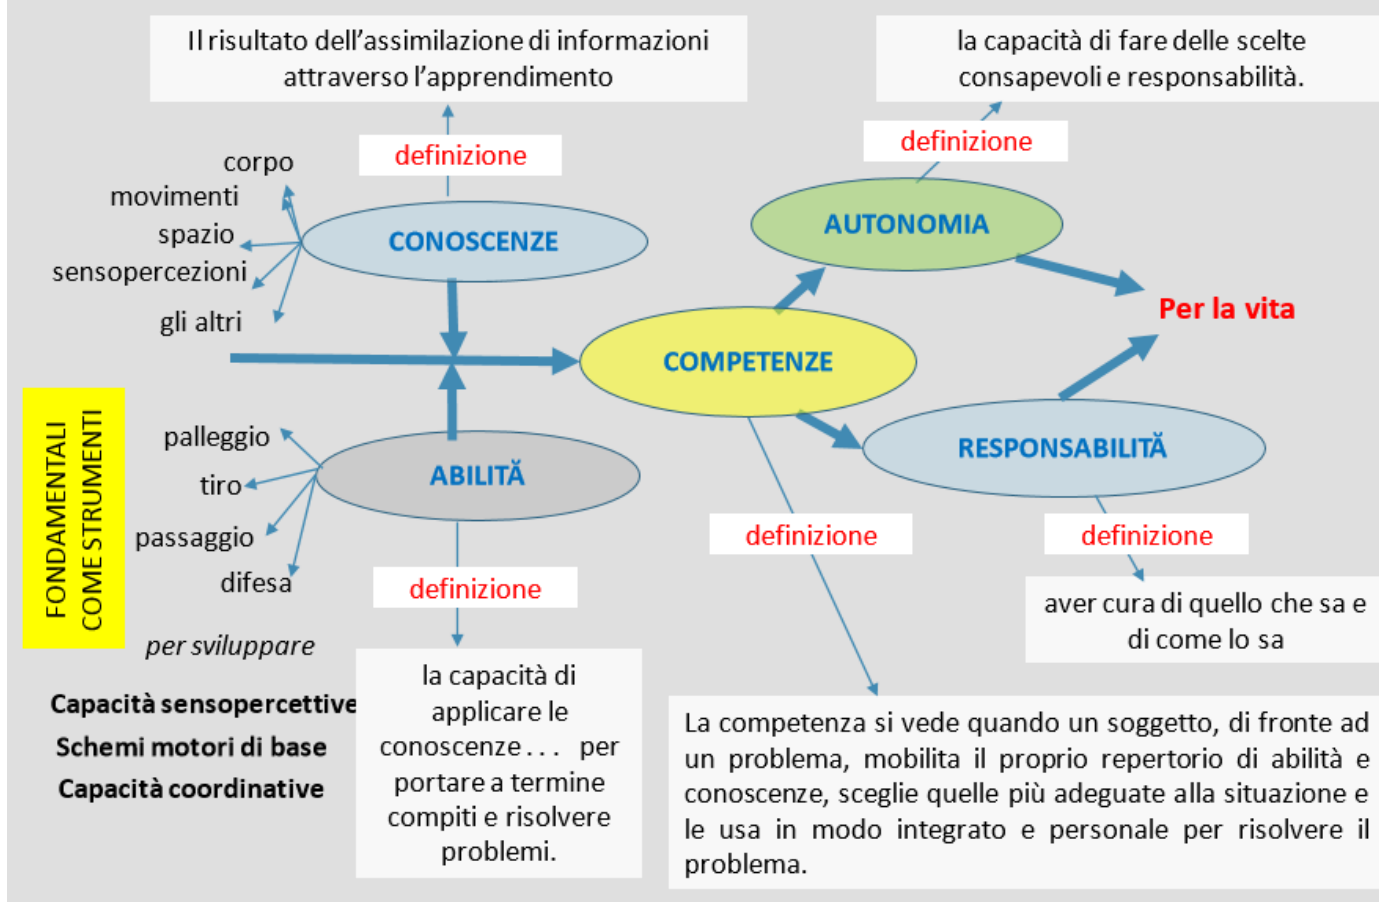 Il risultato dell'assimilazione di informazioni
attraverso l'apprendimento
la capacità di fare delle scelte
consapevoli e responsabilità.
definizione
definizione
corpo
movimenti
spazio
sensopercezioni
gli altri
CONOSCENZE
AUTONOMIA
Per la vita
COMPETENZE
FONDAMENTALI
COME STRUMENTI
palleggio
tiro
passaggio
difesa
ABILITĂ
RESPONSABILITĂ
definizione
definizione
definizione
aver cura di quello che sa e
di come lo sa
per sviluppare
Capacità sensopercettive
Schemi motori di base
Capacità coordinative
la capacità di
applicare le
conoscenze ... per
portare a termine
compiti e risolvere
problemi.
La competenza si vede quando un soggetto, di fronte ad
un problema, mobilita il proprio repertorio di abilità e
conoscenze, sceglie quelle più adeguate alla situazione e
le usa in modo integrato e personale per risolvere il
problema.